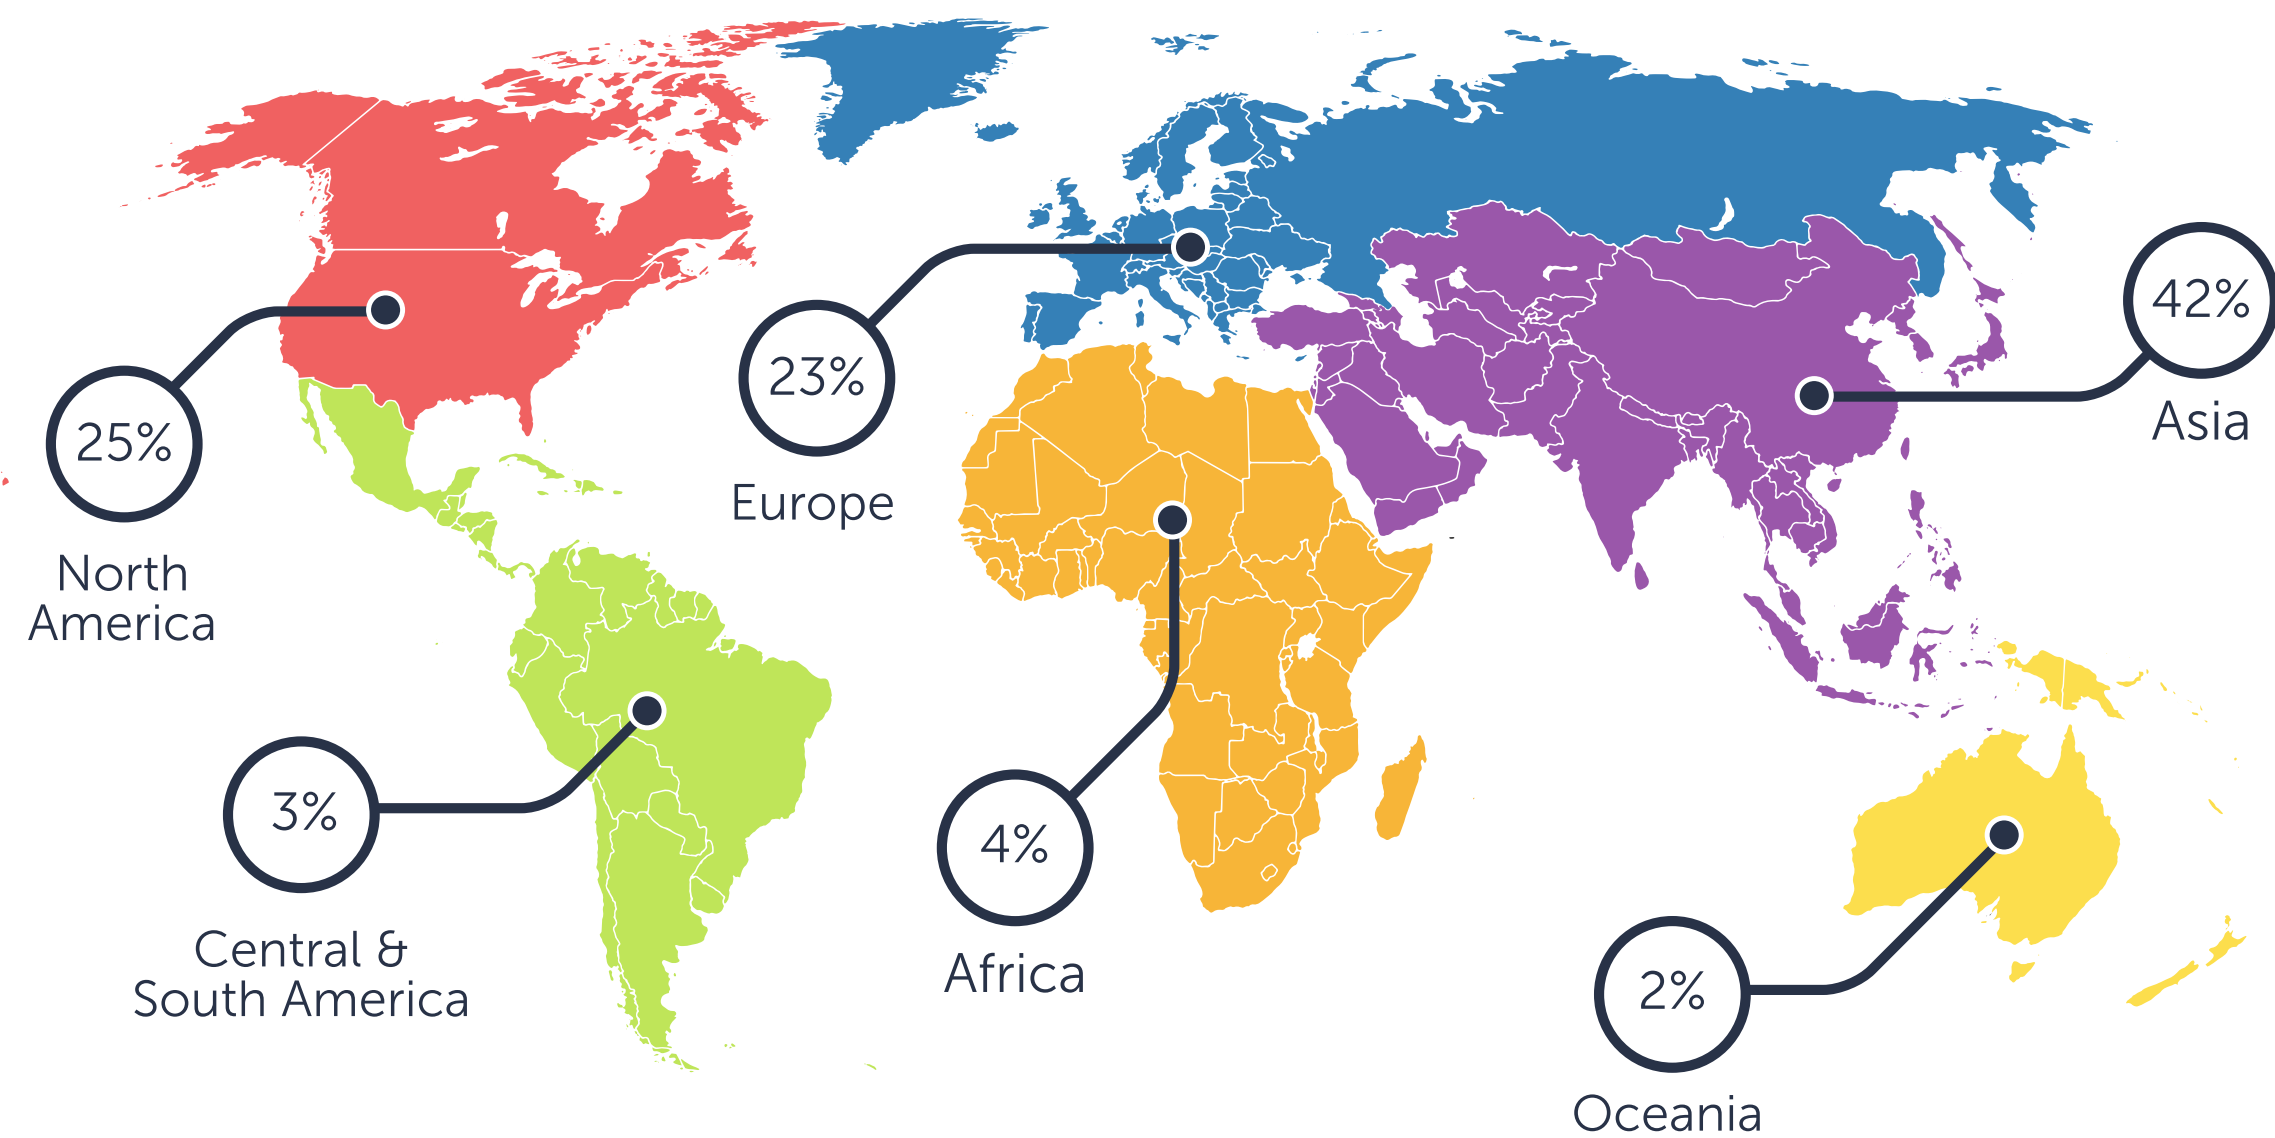 25%
North
America
23%
Europe
42%
Asia
3%
Central &
South America
4%
Africa
2%
Oceania